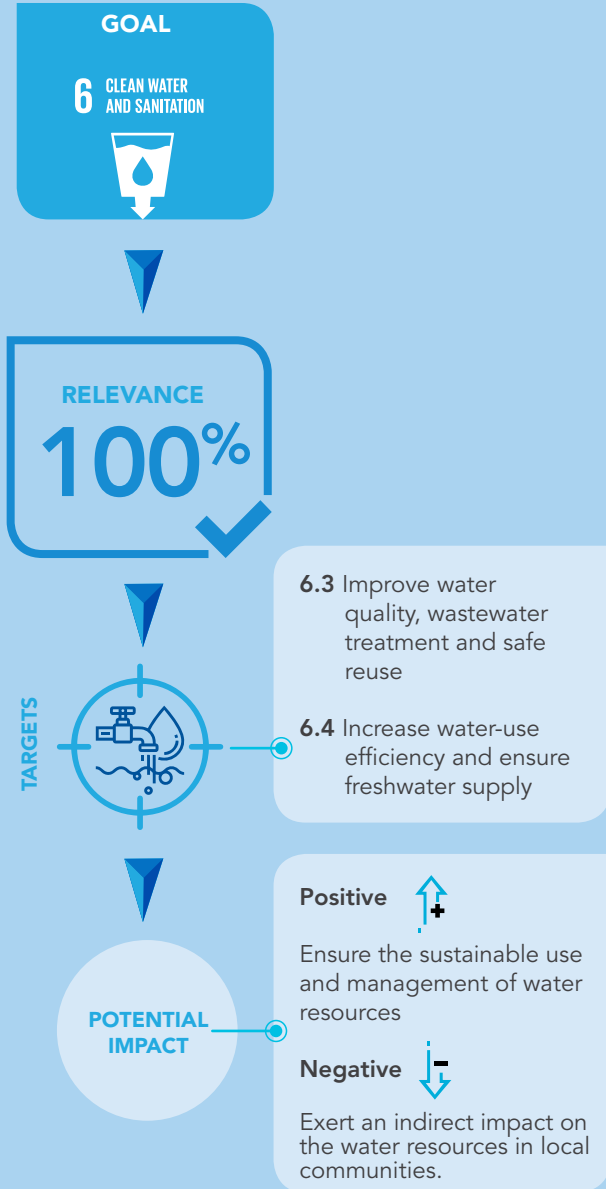 GOAL
6 CLEAN WATER
AND SANITATION
RELEVANCE
100%
TARGETS
6.3 Improve water
quality, wastewater
treatment and safe
reuse
6.4 Increase water-use
efficiency and ensure
freshwater supply
POTENTIAL
IMPACT
Positive
Ensure the sustainable use
and management of water
resources
Negative
Exert an indirect impact on
the water resources in local
communities.